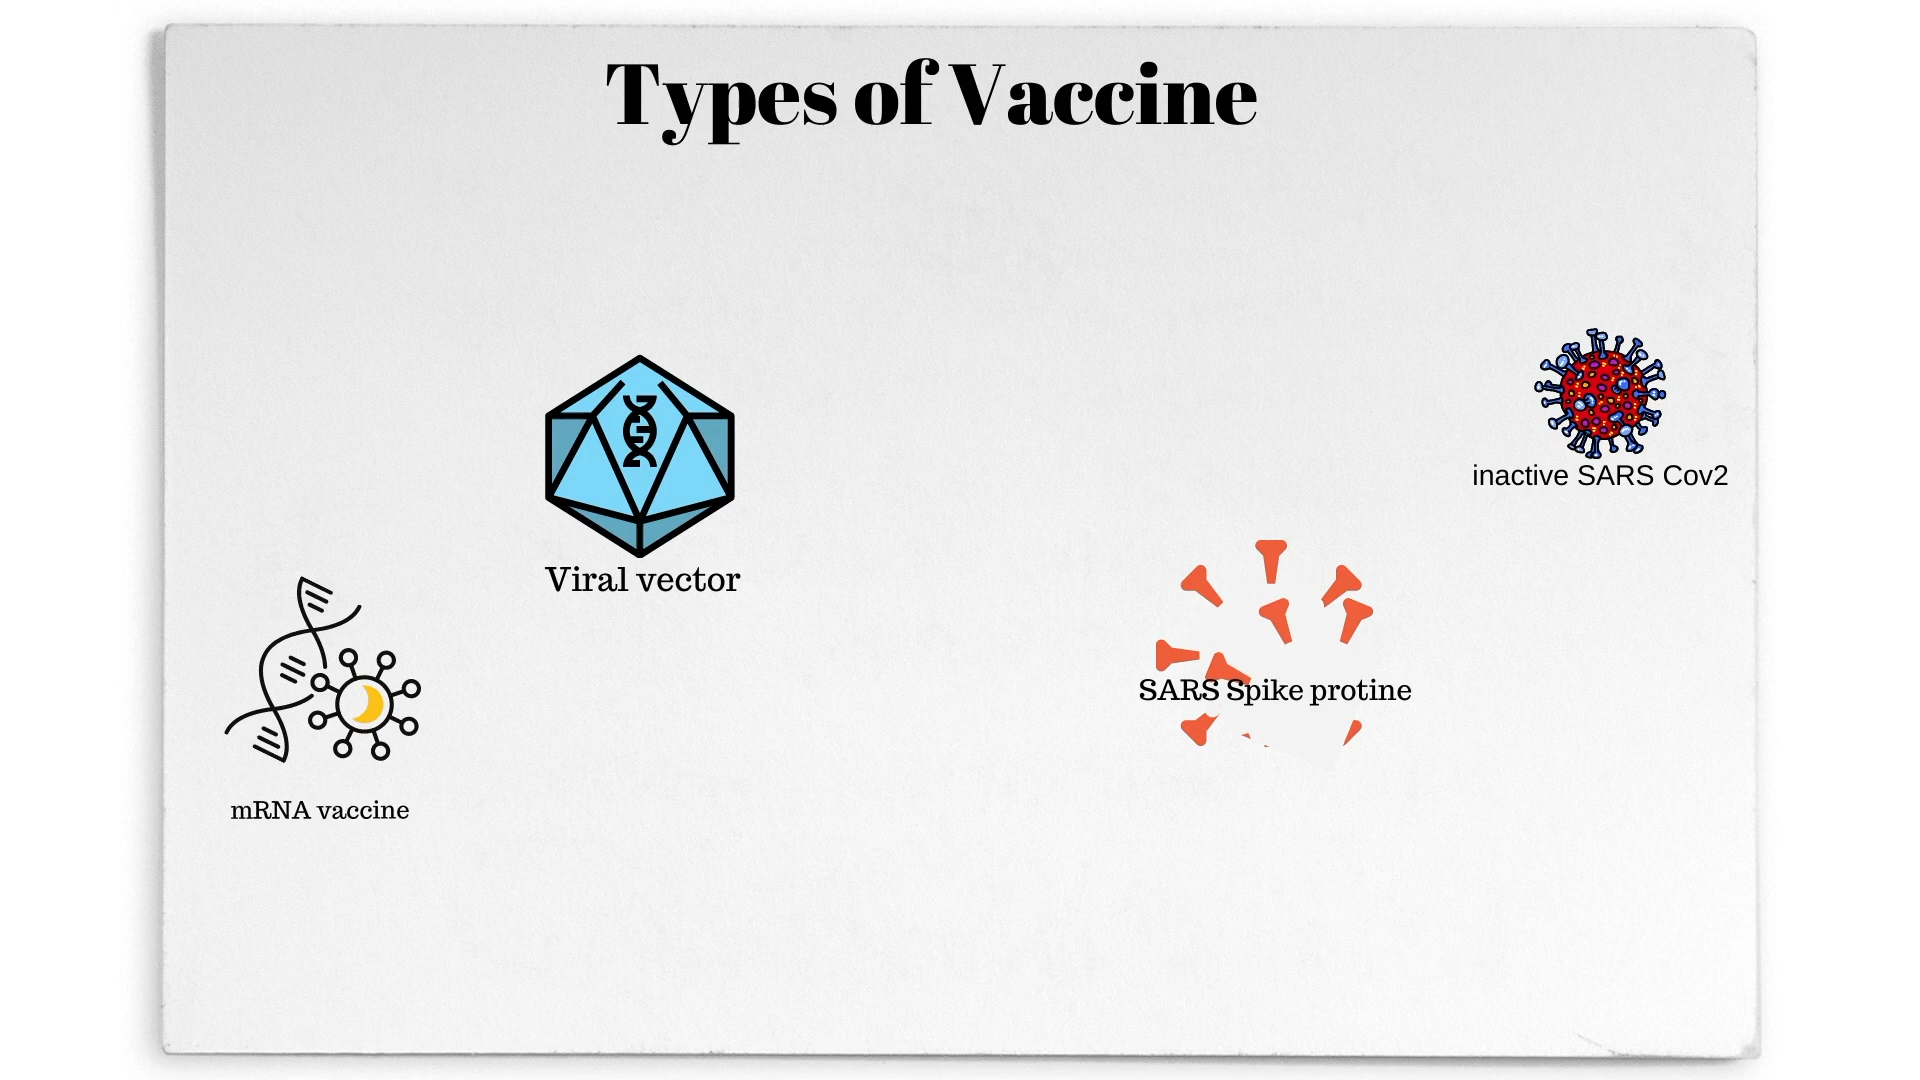 Types of Vaccine
inactive SARS Cov2
Viral vector
SARS Spike protine
mRNA vaccine